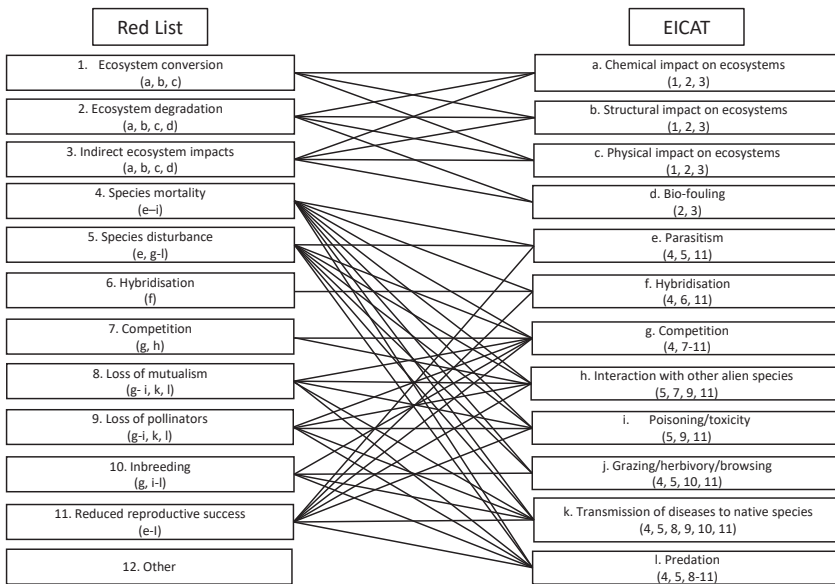 Red List
1. Ecosystem conversion
(a, b, c)
2. Ecosystem degradation
(a, b, c, d)
3. Indirect ecosystem impacts
(a, b, c, d)
4. Species mortality
(e–i)
5. Species disturbance
(e, g-l)
6. Hybridisation
(f)
7. Competition
(g, h)
8. Loss of mutualism
(g- i, k, l)
9. Loss of pollinators
(g-i, k, l)
10. Inbreeding
(g, i-l)
11. Reduced reproductive success
(e-l)
12. Other
EICAT
a. Chemical impact on ecosystems
(1, 2, 3)
b. Structural impact on ecosystems
(1, 2, 3)
c. Physical impact on ecosystems
(1, 2, 3)
d. Bio-fouling
(2, 3)
e. Parasitism
(4, 5, 11)
f. Hybridisation
(4, 6, 11)
g. Competition
(4, 7-11)
h. Interaction with other alien species
(5, 7, 9, 11)
i. Poisoning/toxicity
(5, 9, 11)
j. Grazing/herbivory/browsing
(4, 5, 10, 11)
k. Transmission of diseases to native species
(4, 5, 8, 9, 10, 11)
l. Predation
(4, 5, 8-11)